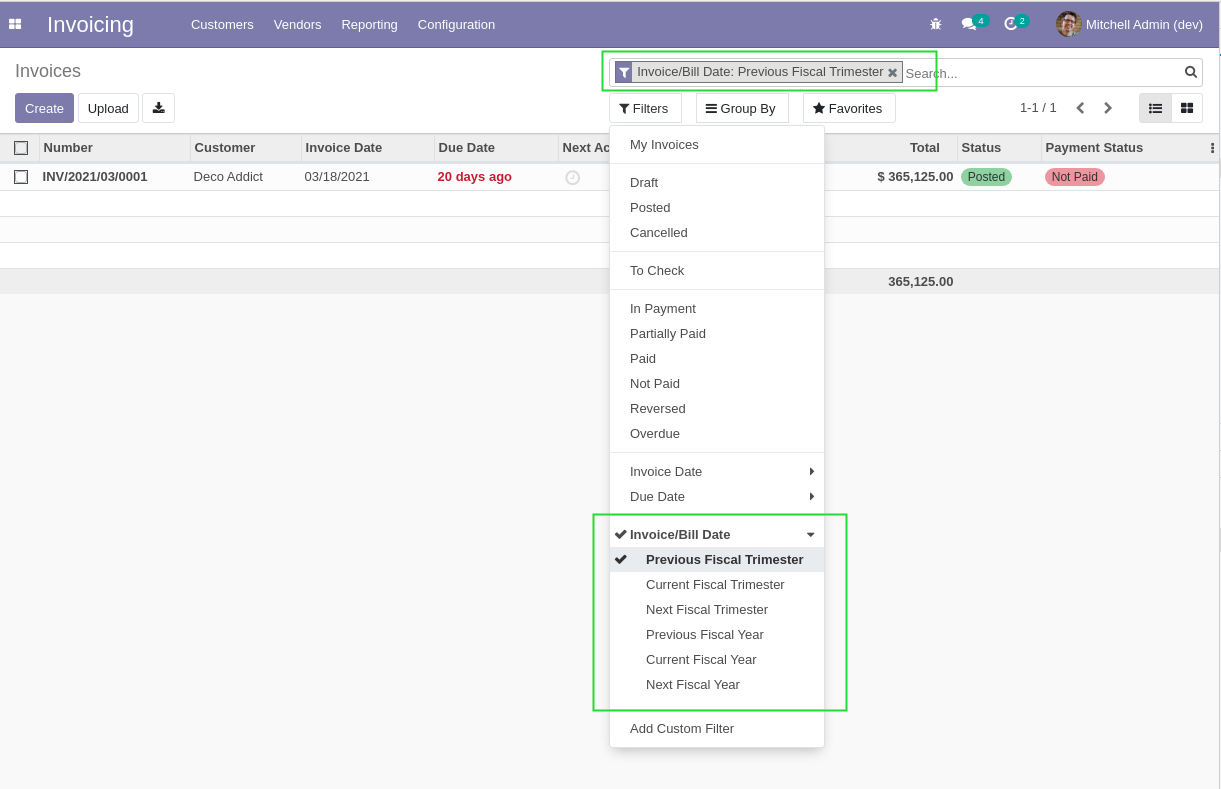 Invoicing Customers Vendors Reporting Configuration 4 2 Mitchell Admin (dev)
Invoices
Invoice/Bill Date: Previous Fiscal Trimester Search...
Create Upload Filters Group By Favorites 1-1 / 1
Number Customer Invoice Date Due Date Next Ac Total Status Payment Status
INV/2021/03/0001 Deco Addict 03/18/2021 20 days ago $ 365,125.00 Posted Not Paid
365,125.00
My Invoices
Draft
Posted
Cancelled
To Check
In Payment
Partially Paid
Paid
Not Paid
Reversed
Overdue
Invoice Date
Due Date
Invoice/Bill Date
Previous Fiscal Trimester
Current Fiscal Trimester
Next Fiscal Trimester
Previous Fiscal Year
Current Fiscal Year
Next Fiscal Year
Add Custom Filter